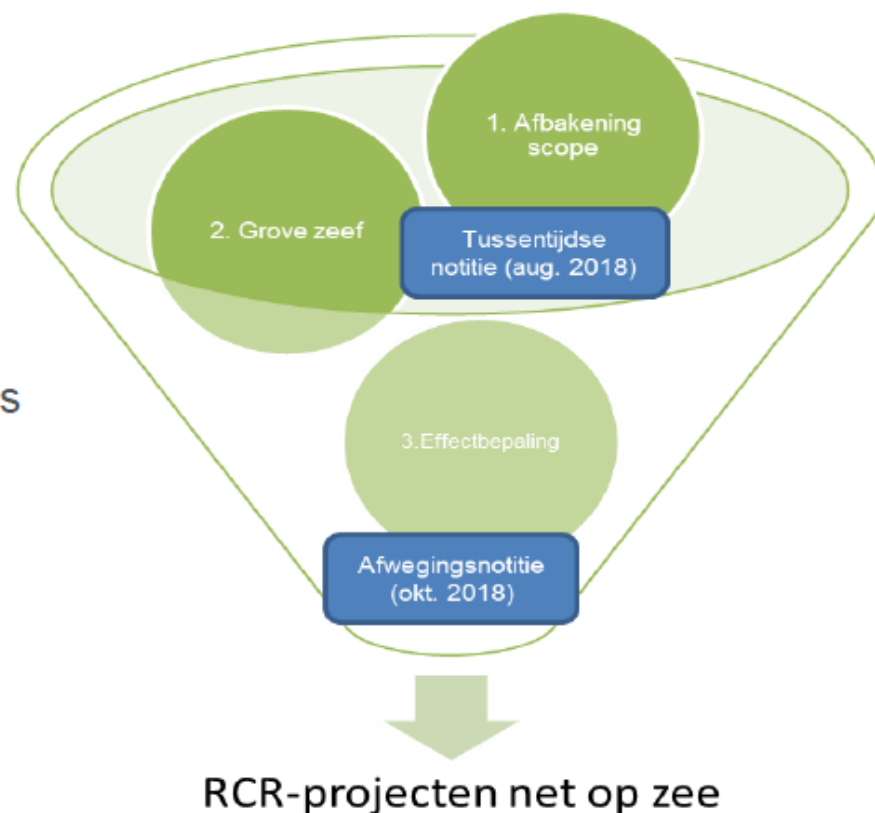 1. Afbakening
scope
2. Grove zeef
Tussentijdse
notitie (aug. 2018)
s
3.Effectbepaling
Afwegingsnotitie
(okt. 2018)
RCR-projecten net op zee